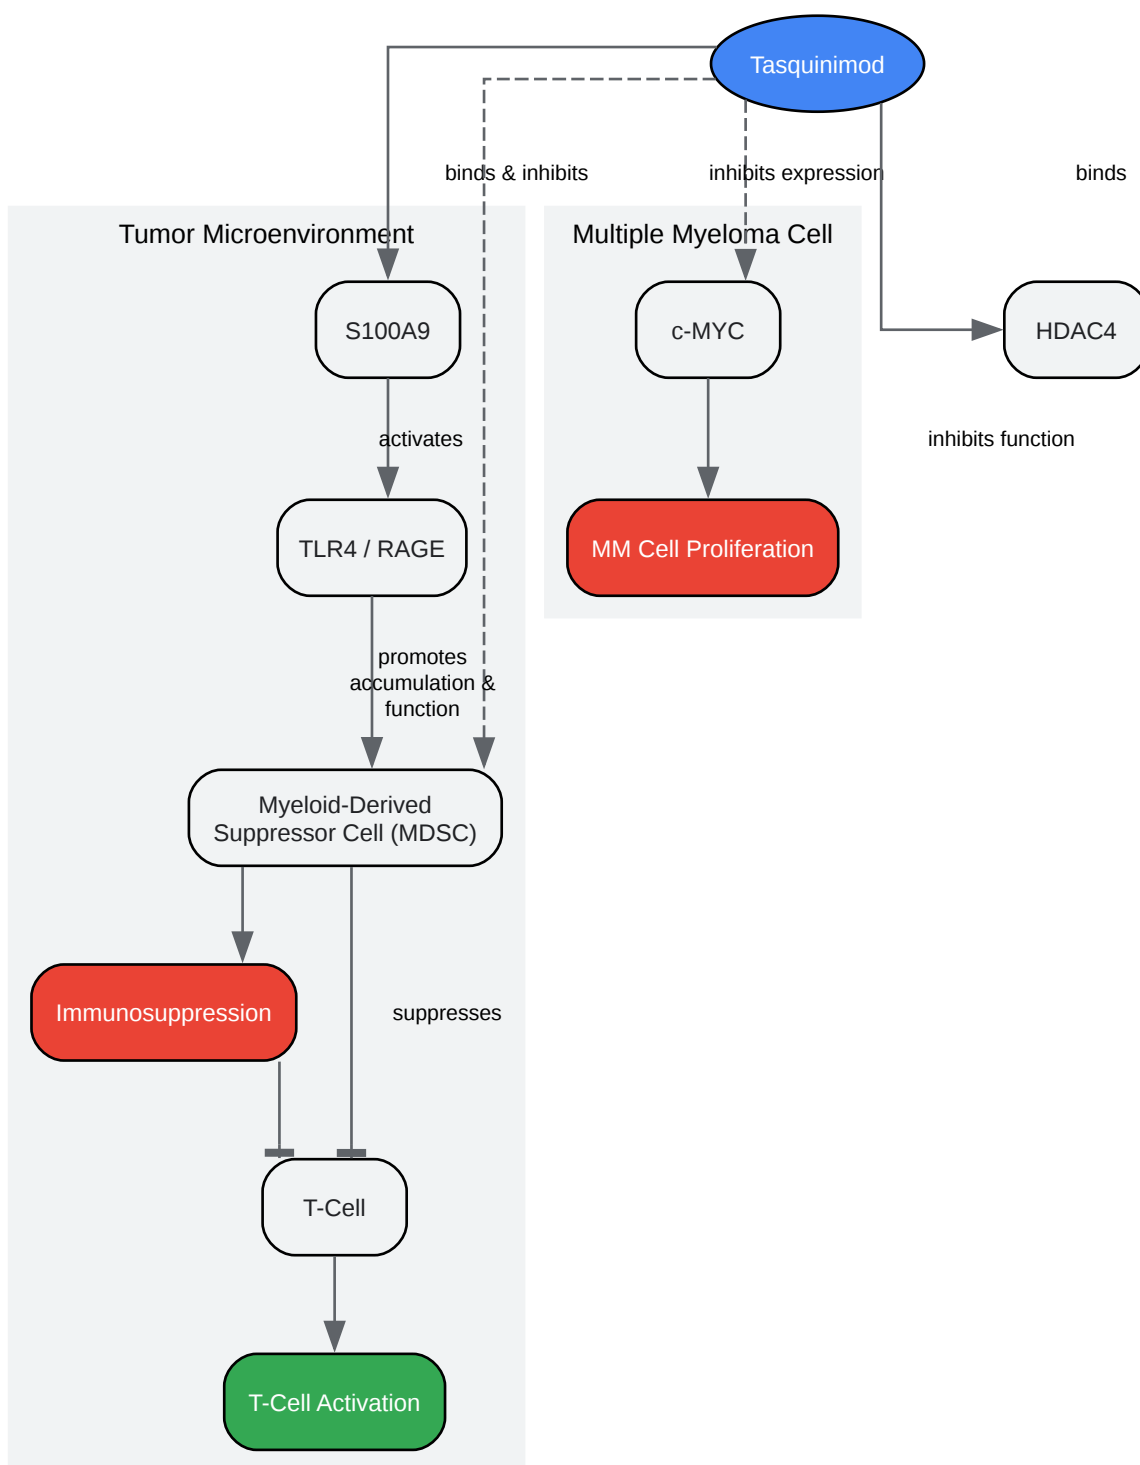 Tasquinimod
binds & inhibits
inhibits expression
binds
Tumor Microenvironment
Multiple Myeloma Cell
S100A9
c-MYC
HDAC4
activates
inhibits function
TLR4 / RAGE
MM Cell Proliferation
promotes
accumulation &
function
Myeloid-Derived
Suppressor Cell (MDSC)
Immunosuppression
suppresses
T-Cell
T-Cell Activation